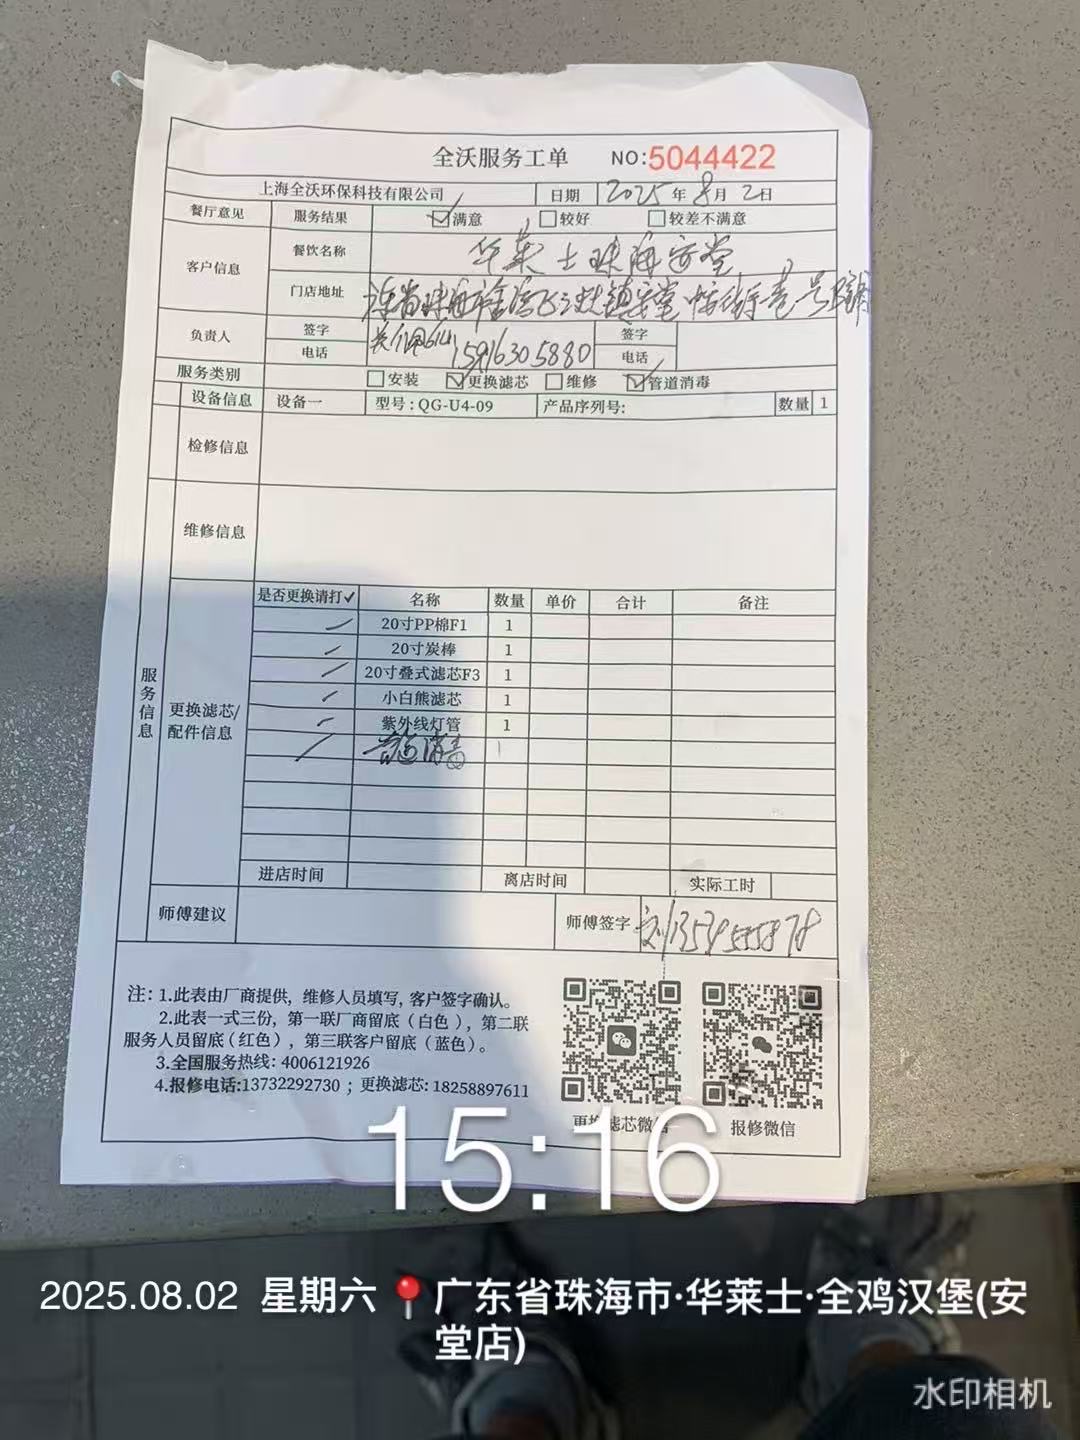 全沃服务工单 NO:5044422
上海全沃环保科技有限公司 日期 2025年8月2日
餐厅意见 服务结果 ☑满意 □较好 □较差不满意
客户信息 餐饮名称 华莱士珠海安堂
门店地址
负责人 签字 签字
电话 15916305880 电话
服务类别 □安装 ☑更换滤芯 □维修 ☑管道消毒
设备信息 设备一 型号:QG-U4-09 产品序列号: 数量 1
检修信息
维修信息
服务信息
更换滤芯/配件信息
是否更换请打✓ 名称 数量 单价 合计 备注
✓ 20寸PP棉F1 1
✓ 20寸炭棒 1
✓ 20寸叠式滤芯F3 1
✓ 小白熊滤芯 1
✓ 紫外线灯管 1
✓ 管道消毒 1
进店时间 离店时间 实际工时
师傅建议 师傅签字 刘
注: 1.此表由厂商提供, 维修人员填写, 客户签字确认。
2.此表一式三份, 第一联厂商留底 (白色), 第二联
服务人员留底 (红色), 第三联客户留底 (蓝色)。
3.全国服务热线: 4006121926
4.报修电话:13732292730 ; 更换滤芯: 18258897611
更换滤芯微信 报修微信
15:16
2025.08.02 星期六 广东省珠海市·华莱士·全鸡汉堡(安
堂店)
水印相机